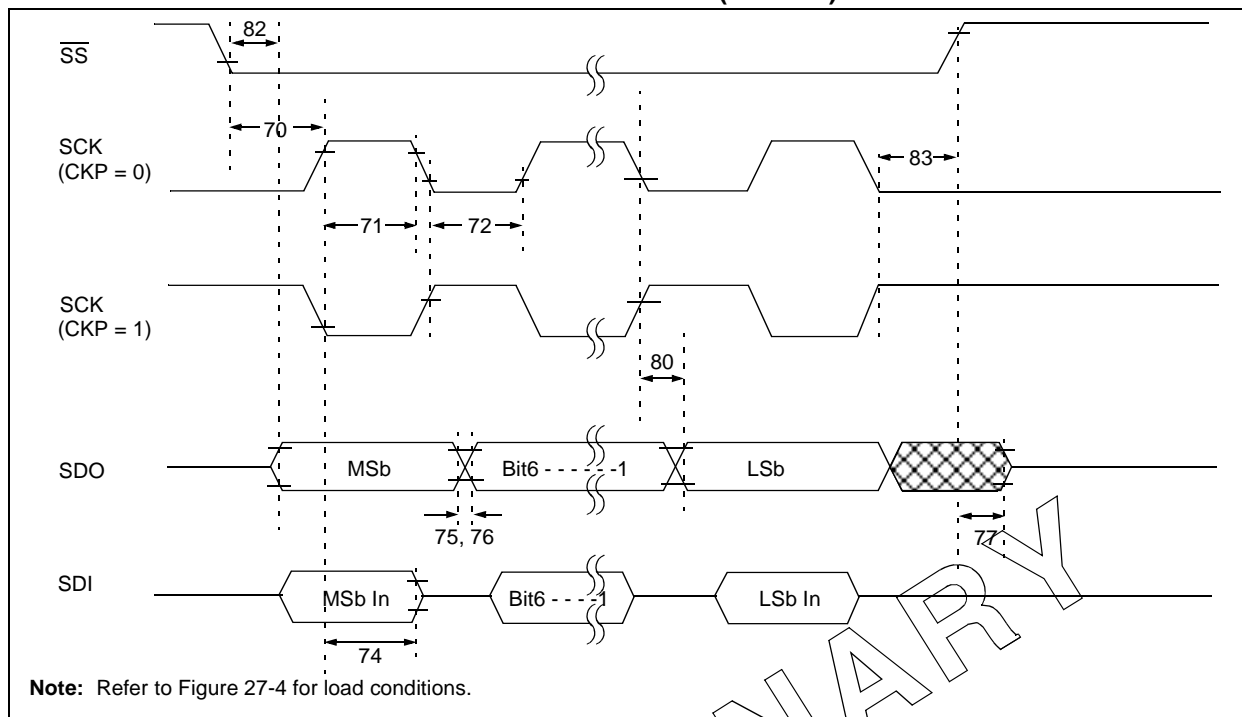 82
SS
70
SCK
(CKP = 0)
83
71
72
SCK
(CKP = 1)
80
SDO
MSb
Bit6 - - - - - -1
LSb
75, 76
77
SDI
MSb In
Bit6 - - - -1
LSb In
74
NARY
Note: Refer to Figure 27-4 for load conditions.